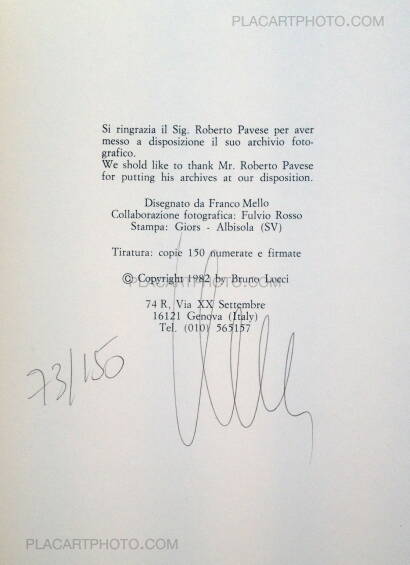 PLACARTPHOTO.COM
Si ringrazia il Sig. Roberto Pavese per aver
messo a disposizione il suo archivio foto-
grafico.
We shold like to thank Mr. Roberto Pavese
for putting his archives at our disposition.
Disegnato da Franco Mello
Collaborazione fotografica: Fulvio Rosso
Stampa: Giors - Albisola (SV)
Tiratura: copie 150 numerate e firmate
© Copyright 1982 by Bruno Locci
PLACARTPHOTO.COM
74 R, Via XX Settembre
16121 Genova (Italy)
Tel. (010) 565157
73/150
PLACARTPHOTO.COM